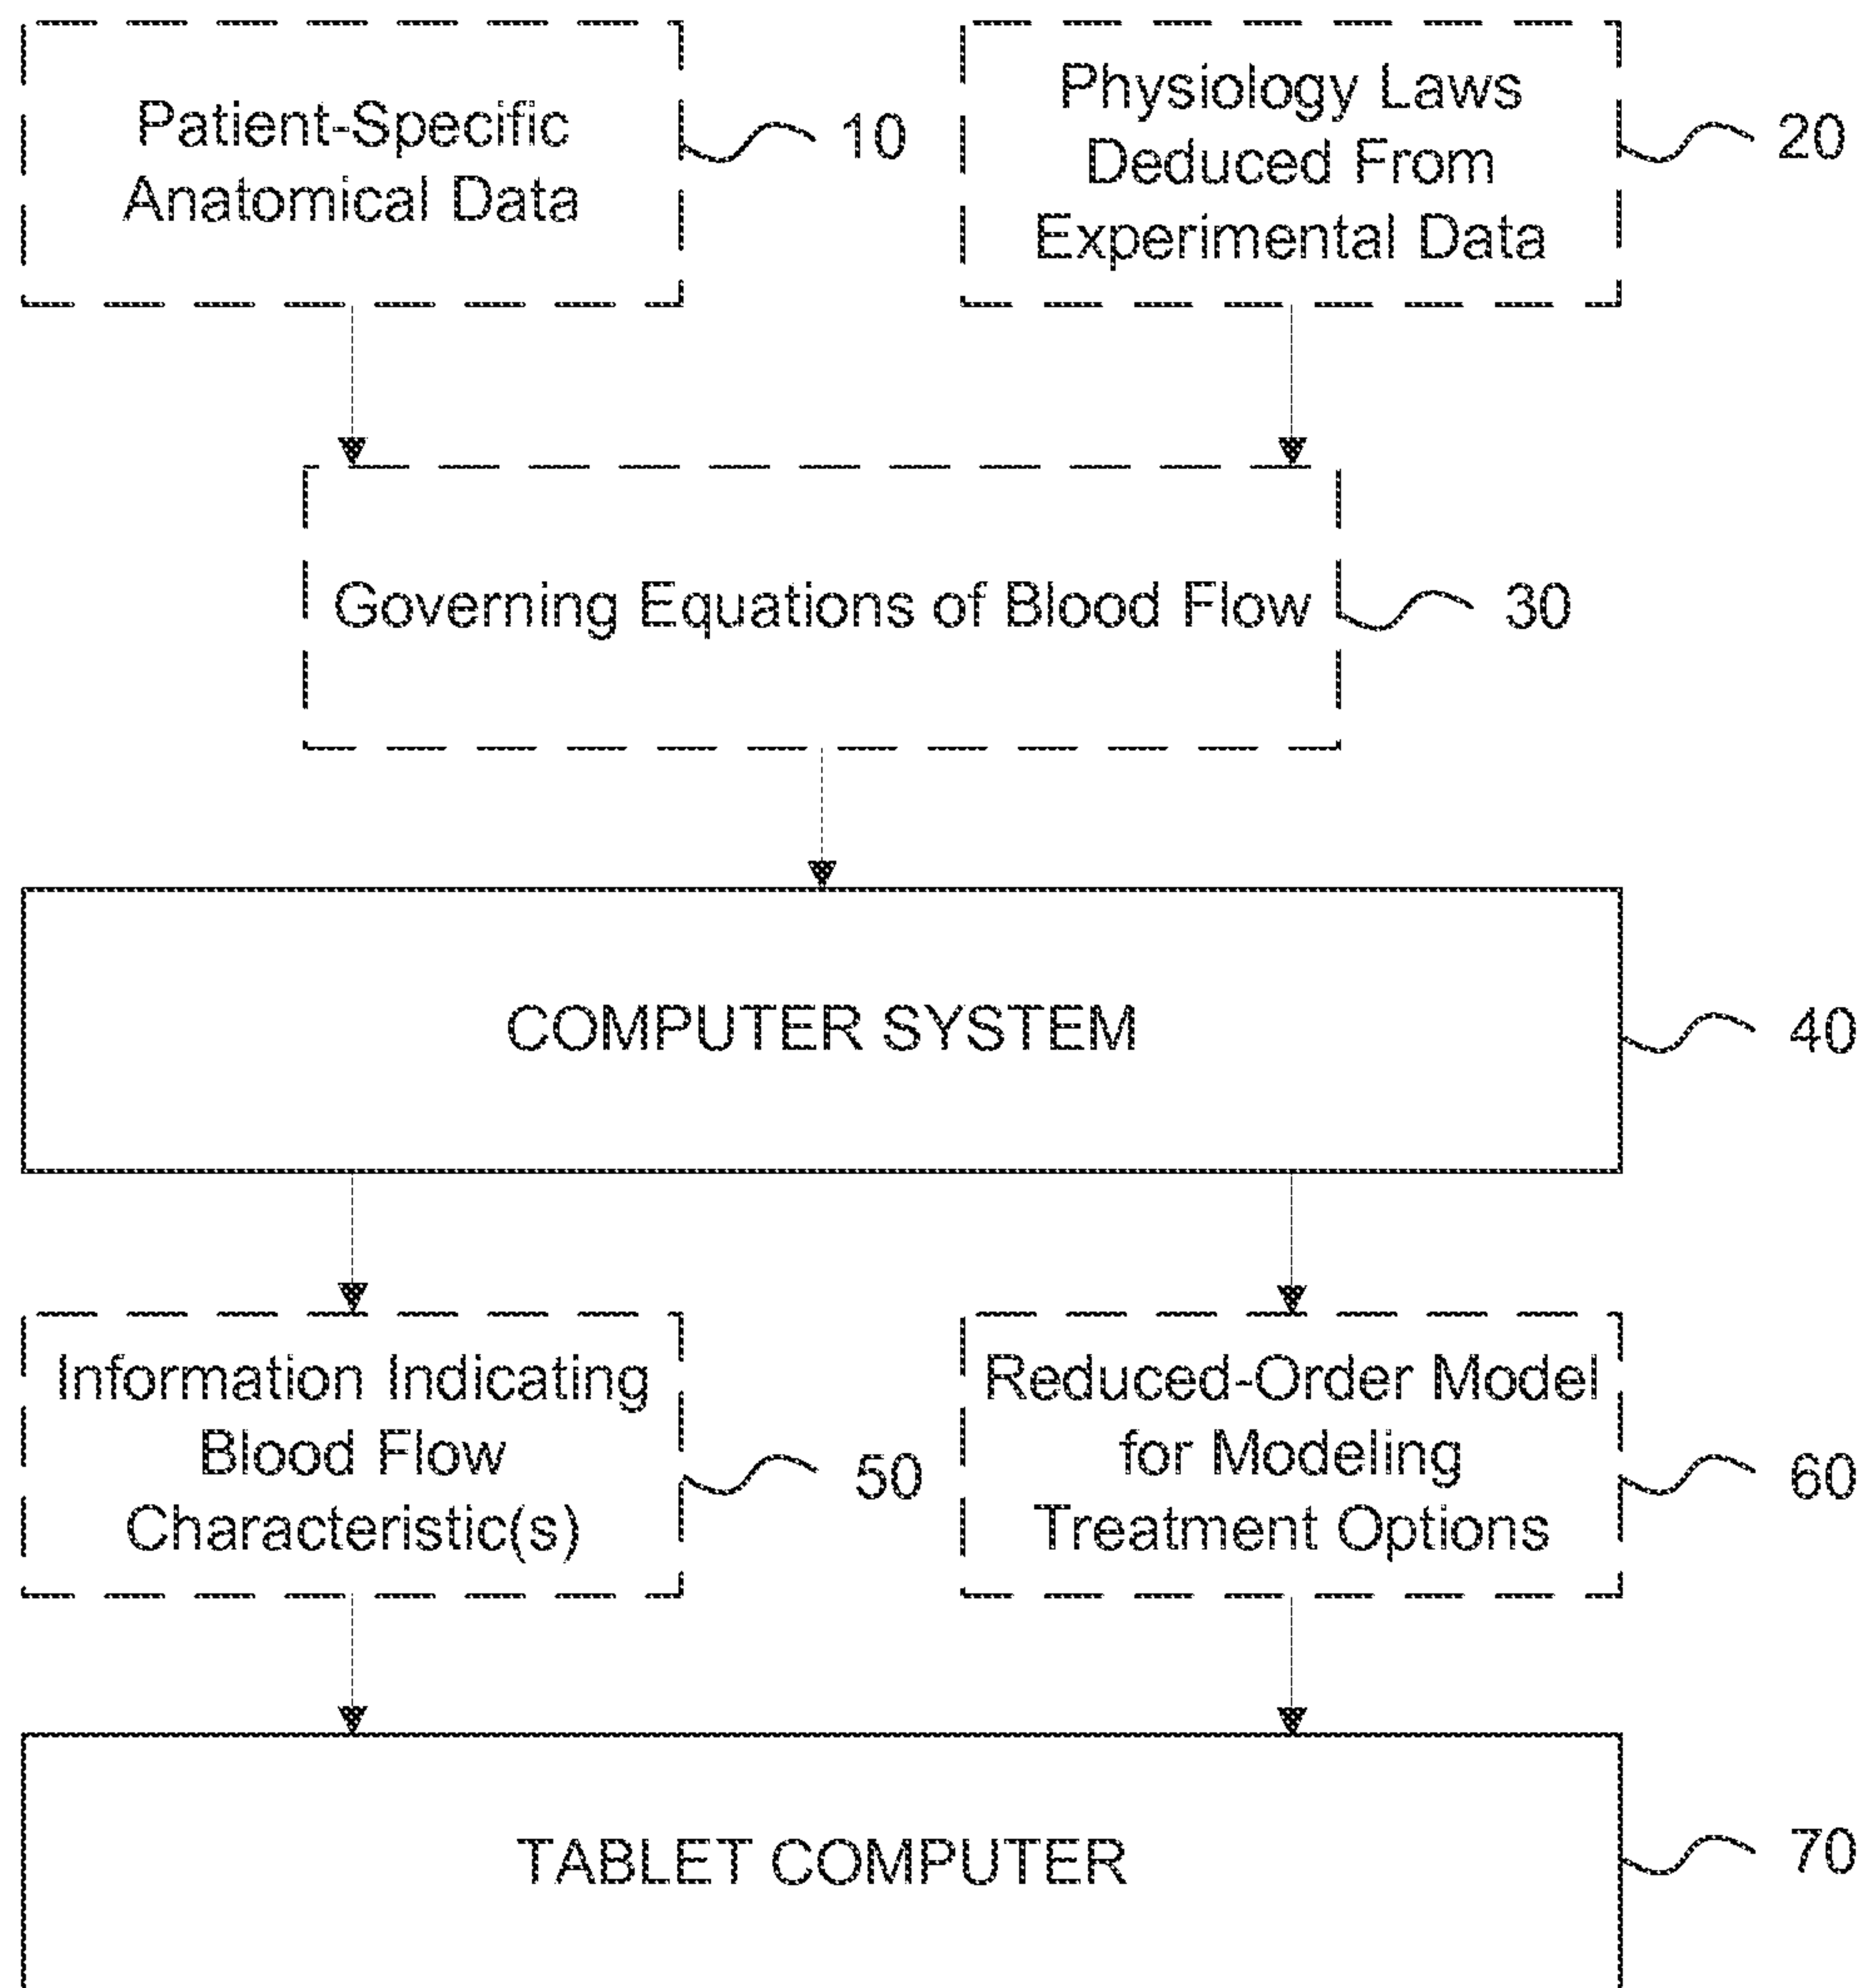 Patient-Specific
Anatomical Data
10
Physiology Laws
Deduced From
Experimental Data
20
Governing Equations of Blood Flow
30
COMPUTER SYSTEM
40
Information Indicating
Blood Flow
Characteristic(s)
50
Reduced-Order Model
for Modeling
Treatment Options
60
TABLET COMPUTER
70